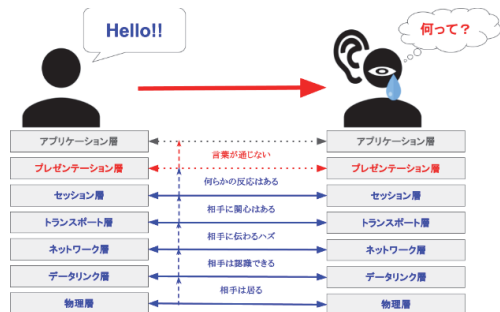 Hello!!
何って？
アプリケーション層
アプリケーション層
言葉が通じない
プレゼンテーション層
プレゼンテーション層
何らかの反応はある
セッション層
セッション層
相手に関心はある
トランスポート層
トランスポート層
相手に伝わるハズ
ネットワーク層
ネットワーク層
相手は認識できる
データリンク層
データリンク層
相手は居る
物理層
物理層